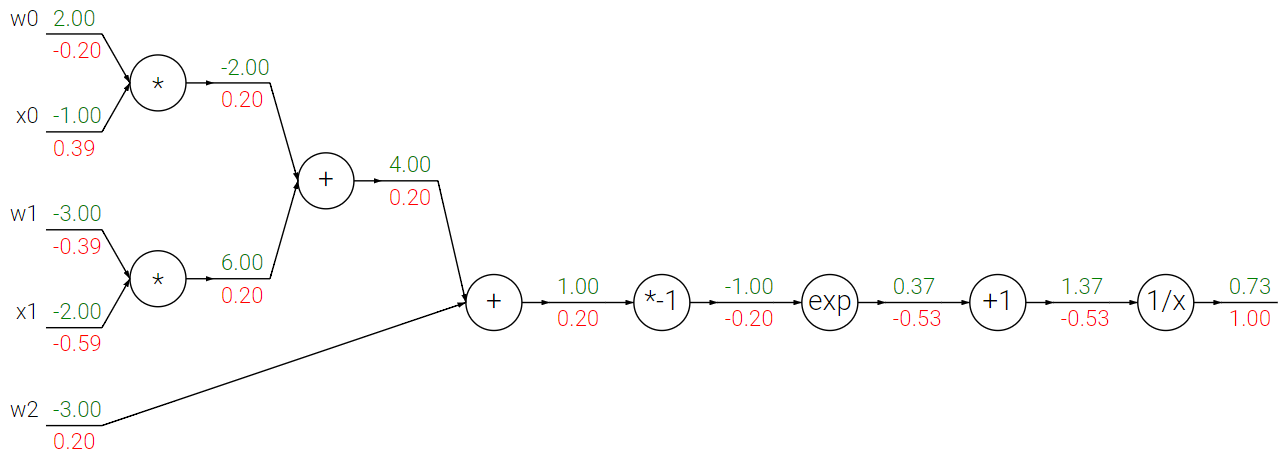 w0 2.00
-0.20
* -2.00
0.20
x0 -1.00
0.39
+ 4.00
0.20
w1 -3.00
-0.39
* 6.00
0.20
x1 -2.00
-0.59
+ 1.00 *-1 -1.00 exp 0.37 +1 1.37 1/x 0.73
0.20 -0.20 -0.53 -0.53 1.00
w2 -3.00
0.20